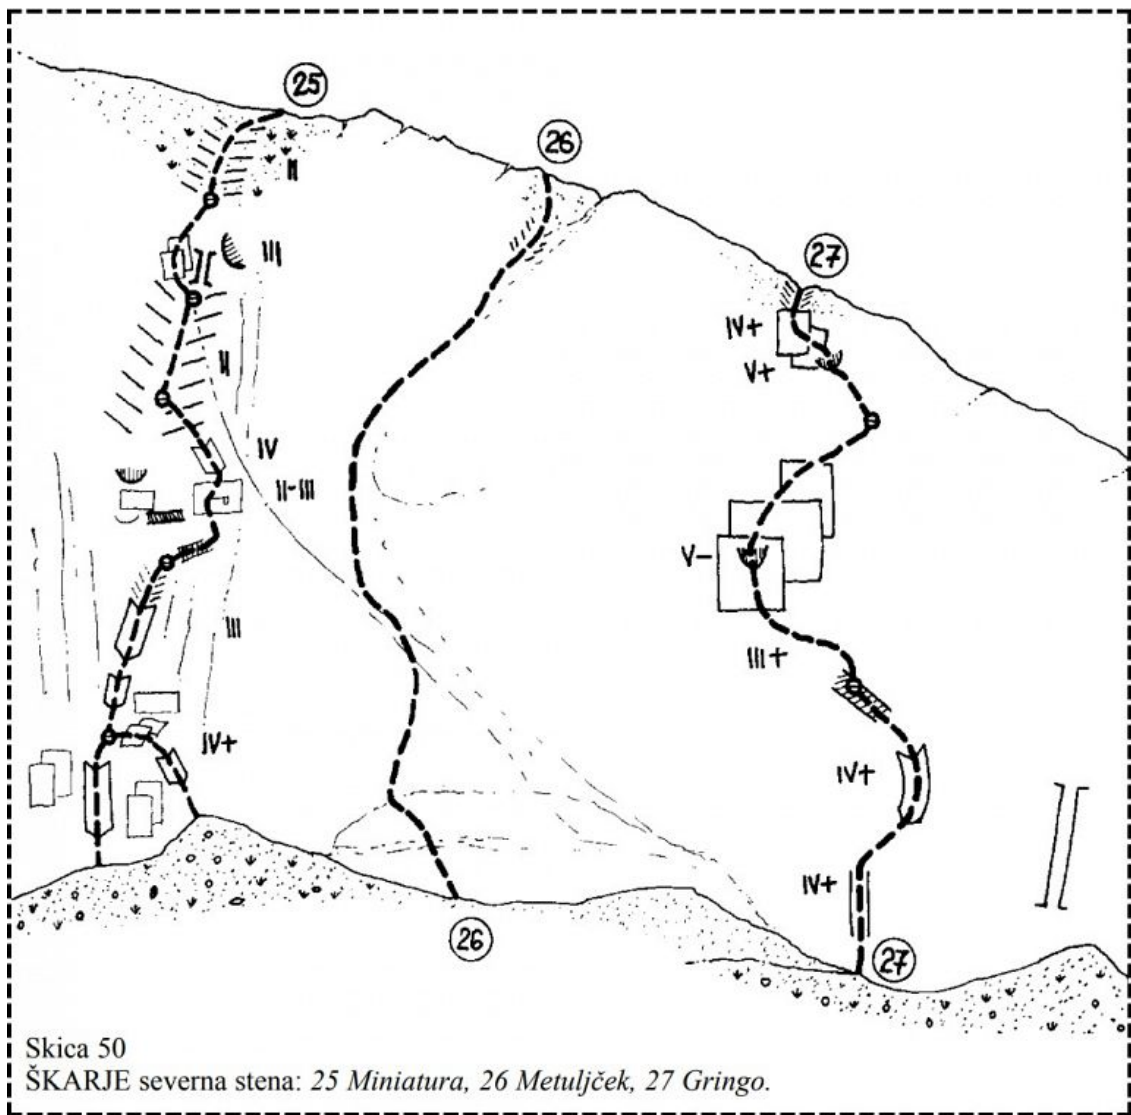 25
26
II
III
27
IV+
V+
II
IV
II-III
V-
III
III+
IV+
IV+
IV+
26
27
Skica 50
ŠKARJE severna stena: 25 Miniatura, 26 Metuljček, 27 Gringo.